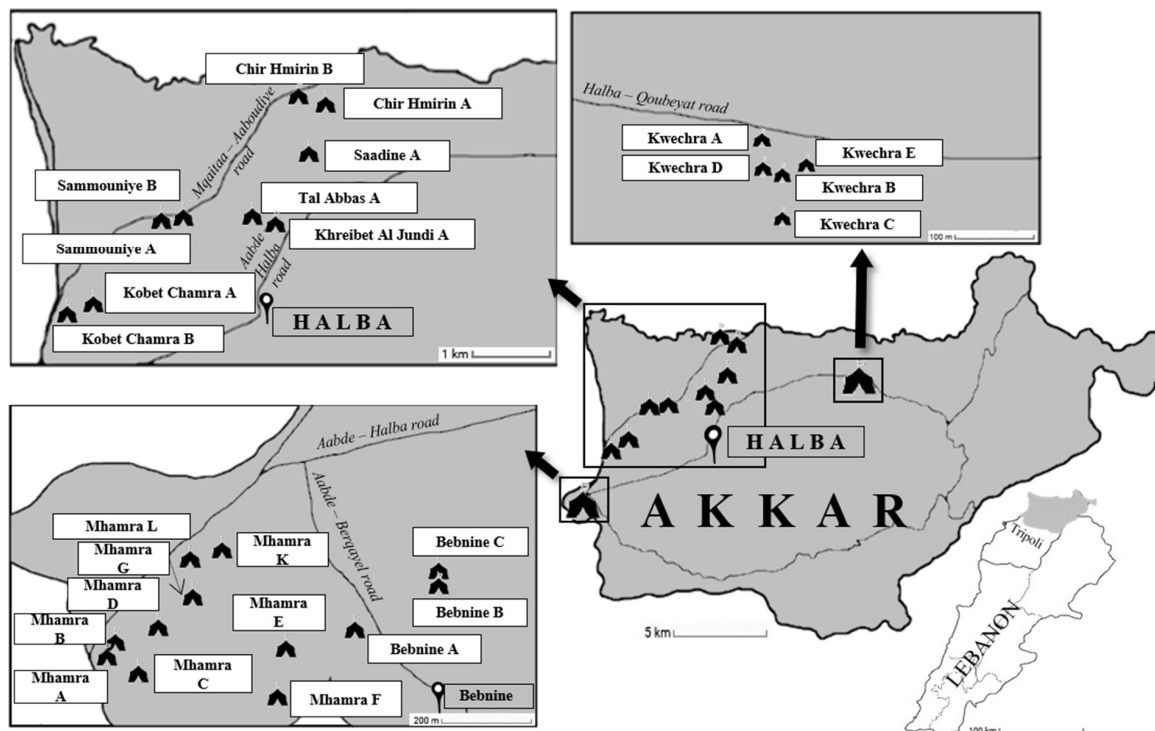 Chir Hmirin B
Chir Hmirin A
Mqaitaa – Aaboudiye
road
Saadine A
Sammouniye B
Tal Abbas A
Sammouniye A
Khreibet Al Jundi A
Aabde
Halba
road
Kobet Chamra A
Kobet Chamra B
HALBA
1 km
Halba – Qoubeyat road
Kwechra A
Kwechra E
Kwechra D
Kwechra B
Kwechra C
100 m
Aabde – Halba road
Aabde – Berqayel road
Mhamra L
Mhamra
G
Mhamra
K
Mhamra
D
Mhamra
B
Mhamra
A
Mhamra
C
Mhamra
E
Mhamra F
Bebnine C
Bebnine B
Bebnine A
Bebnine
200 m
HALBA
AKKAR
5 km
Tripoli
LEBANON
100 km